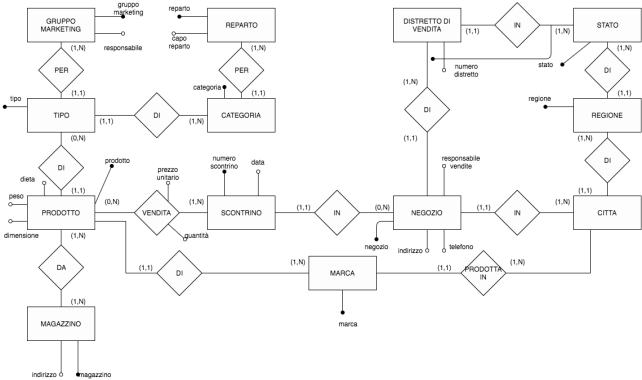 gruppo
marketing
GRUPPO
MARKETING
responsabile
reparto
capo
reparto
REPARTO
DISTRETTO DI
VENDITA
(1,1)
IN
(1,N)
STATO
numero
distretto
stato
(1,N)
PER
(1,1)
(1,N)
PER
(1,1)
categoria
(1,N)
DI
(1,1)
(1,N)
DI
(1,1)
tipo
TIPO
(1,1)
DI
(1,N)
CATEGORIA
regione
REGIONE
(0,N)
DI
(1,1)
(1,N)
DI
(1,1)
dieta
peso
dimensione
prodotto
PRODOTTO
(0,N)
prezzo
unitario
VENDITA
quantità
(1,N)
numero
scontrino
data
SCONTRINO
(1,1)
IN
(0,N)
responsabile
vendite
NEGOZIO
negozio
indirizzo
telefono
(1,1)
IN
(1,N)
CITTA
(1,N)
DA
(1,N)
(1,1)
DI
(1,N)
MARCA
marca
(1,1)
PRODOTTA
IN
(1,N)
MAGAZZINO
indirizzo
magazzino